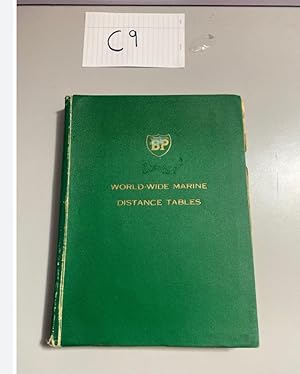 C9
BP
WORLD-WIDE MARINE
DISTANCE TABLES